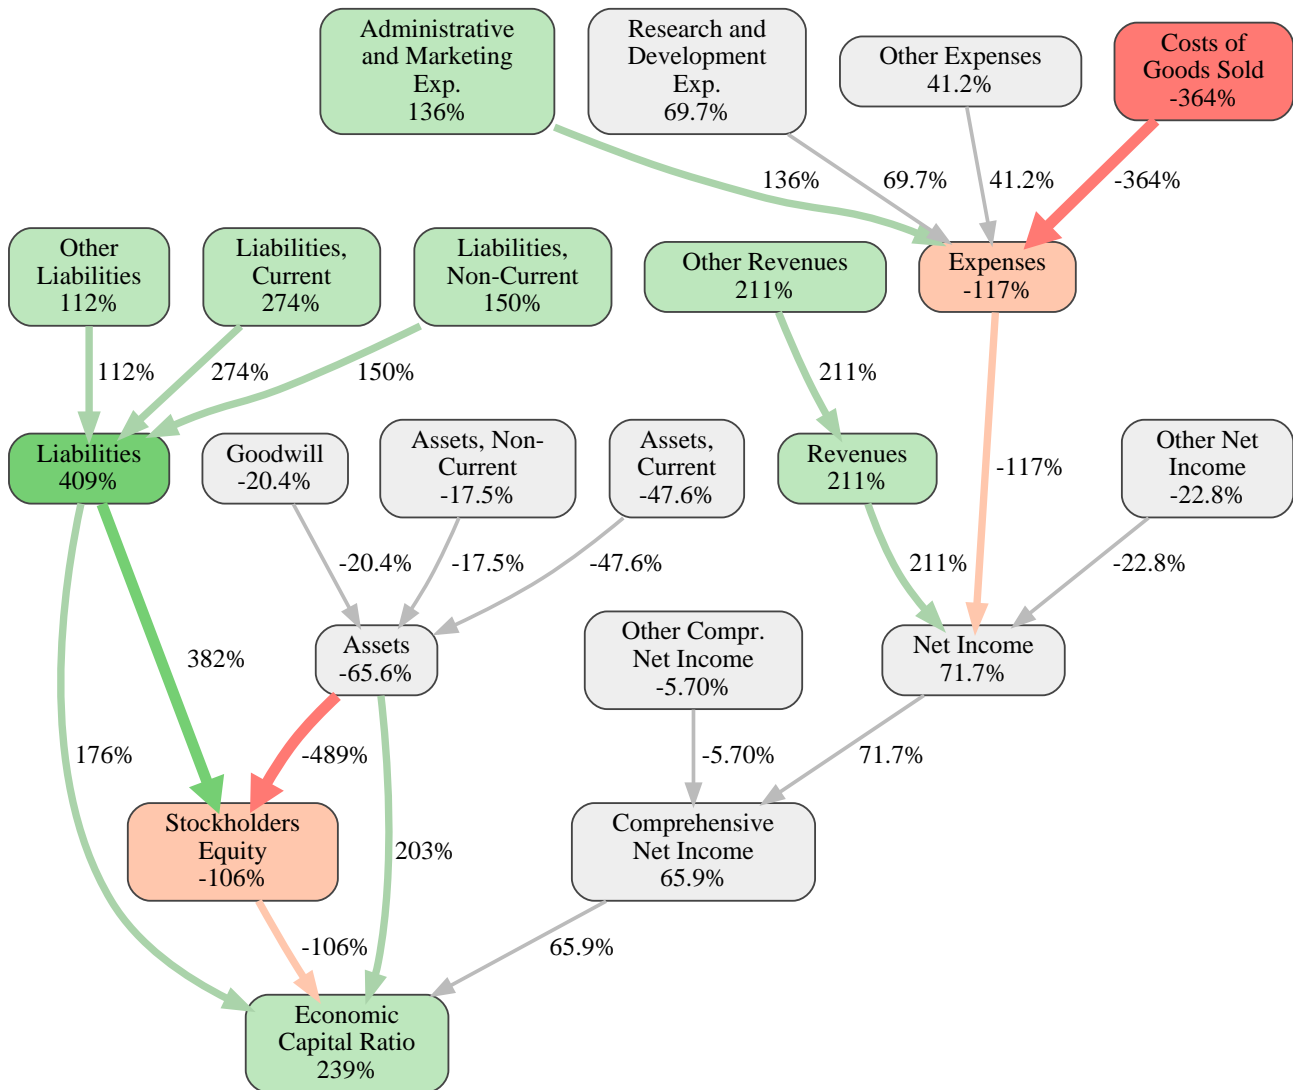 Administrative
and Marketing
Exp.
136%
Research and
Development
Exp.
69.7%
Other Expenses
41.2%
Costs of
Goods Sold
-364%
136%
69.7%
41.2%
-364%
Other
Liabilities
112%
Liabilities,
Current
274%
Liabilities,
Non-Current
150%
Other Revenues
211%
Expenses
-117%
112%
274%
150%
211%
-117%
Liabilities
409%
Goodwill
-20.4%
Assets, Non-
Current
-17.5%
Assets,
Current
-47.6%
Revenues
211%
Other Net
Income
-22.8%
-20.4%
-17.5%
-47.6%
211%
-22.8%
382%
Assets
-65.6%
Other Compr.
Net Income
-5.70%
Net Income
71.7%
176%
-489%
-5.70%
71.7%
Stockholders
Equity
-106%
203%
Comprehensive
Net Income
65.9%
-106%
65.9%
Economic
Capital Ratio
239%